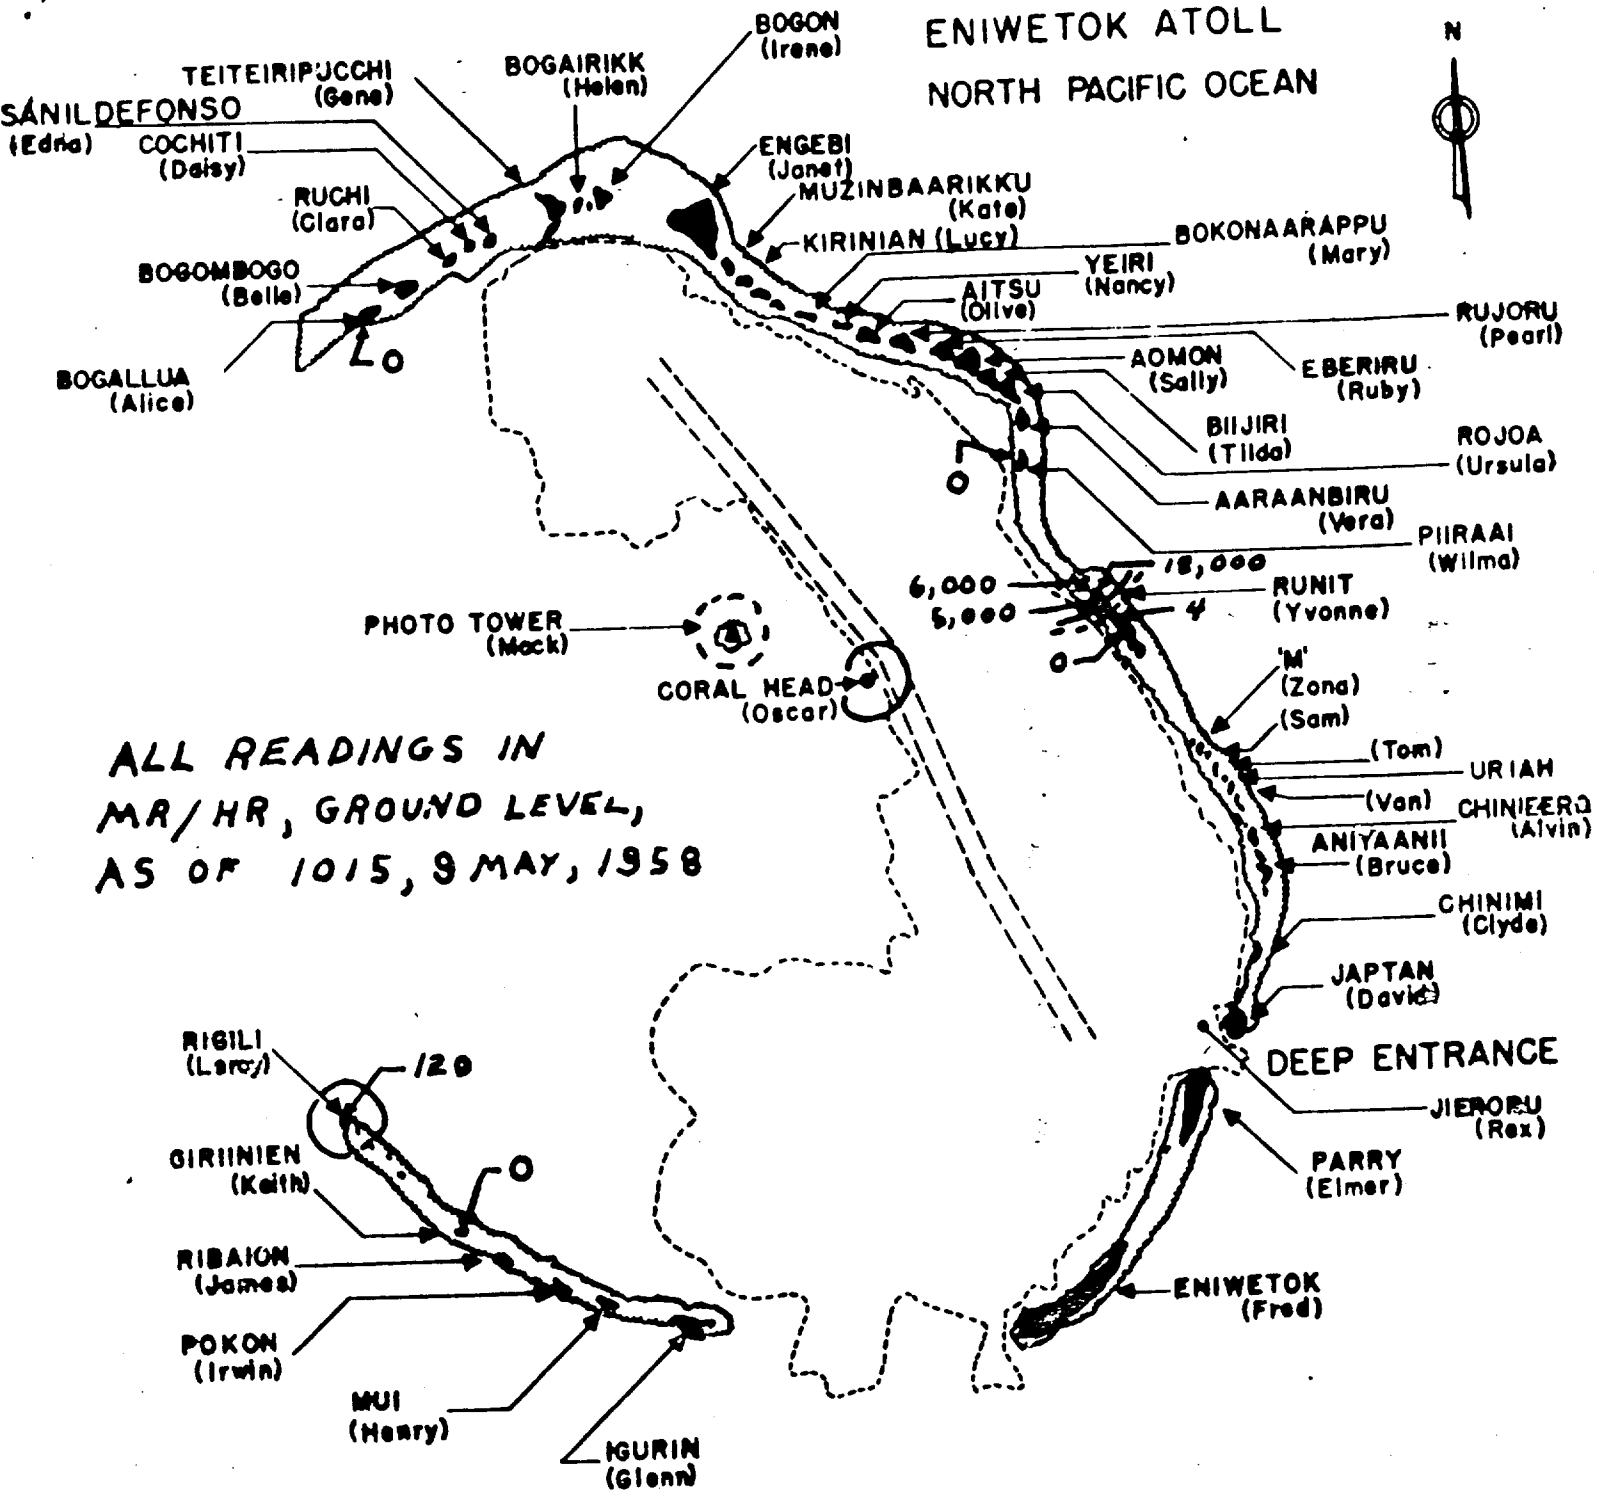 ENIWETOK ATOLL
NORTH PACIFIC OCEAN
N
BOGON
(Irene)
BOGAIRIKK
(Helen)
TEITEIRIPUCCHI
(Gene)
SANILDEFONSO
(Edna)
COCHITI
(Daisy)
RUCHI
(Clara)
BOGOMBOGO
(Belle)
BOGALLUA
(Alice)
0
ENGEBI
(Janet)
MUZINBAARIKKU
(Kate)
KIRINIAN (Lucy)
BOKONAARAPPU
(Mary)
YEIRI
(Nancy)
AITSU
(Olive)
RUJORU
(Pearl)
EBERIRU
(Ruby)
AOMON
(Sally)
BIIJIRI
(Tilda)
ROJOA
(Ursula)
AARAANBIRU
(Vera)
PIIRAAI
(Wilma)
0
18,000
6,000
5,000
4
0
RUNIT
(Yvonne)
PHOTO TOWER
(Mack)
CORAL HEAD
(Oscar)
'M'
(Zona)
(Sam)
(Tom)
URIAH
(Van)
CHINIEERO
(Alvin)
ANIYAANII
(Bruce)
CHINIMI
(Clyde)
JAPTAN
(David)
DEEP ENTRANCE
JIERORU
(Rex)
PARRY
(Elmer)
ENIWETOK
(Fred)
ALL READINGS IN
MR/HR, GROUND LEVEL,
AS OF 1015, 9 MAY, 1958
RIGILI
(Leroy)
120
GIRIINIEN
(Keith)
0
RIBAION
(James)
POKON
(Irwin)
MUI
(Henry)
IGURIN
(Glenn)